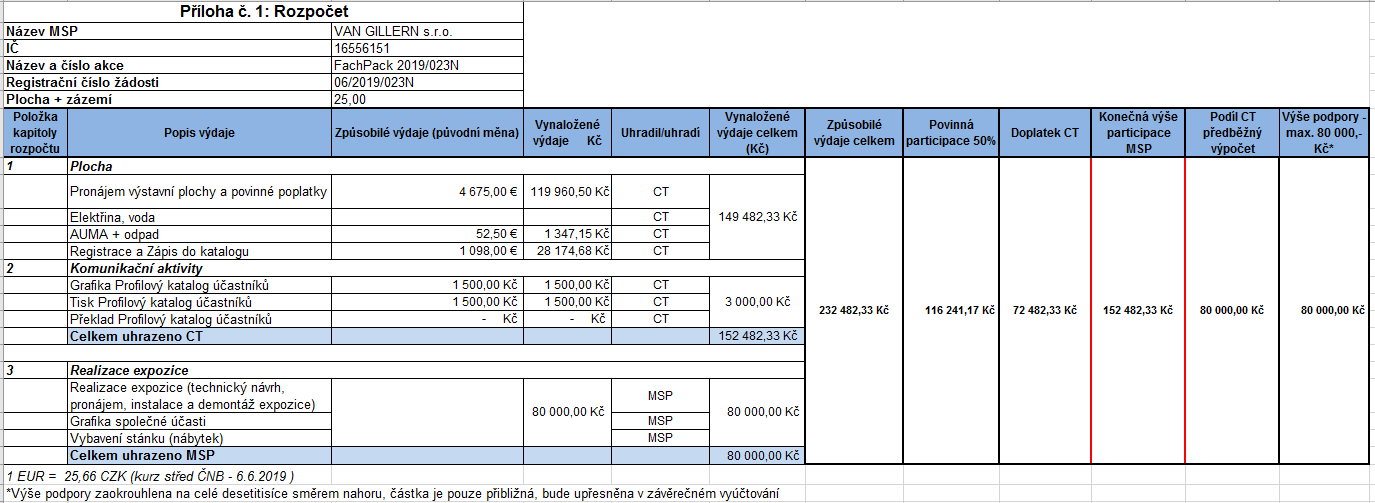 Příloha č. 1: Rozpočet
Název MSP VAN GILLERN s.r.o.
IČ 16556151
Název a číslo akce FachPack 2019/023N
Registrační číslo žádosti 06/2019/023N
Plocha + zázemí 25,00
Položka kapitoly rozpočtu Popis výdaje Způsobilé výdaje (původní měna) Vynaložené výdaje Kč Uhradil/uhradí Vynaložené výdaje celkem (Kč) Způsobilé výdaje celkem Povinná participace 50% Doplatek CT Konečná výše participace MSP Podíl CT předběžný výpočet Výše podpory - max. 80 000,- Kč*
1 Plocha
Pronájem výstavní plochy a povinné poplatky 4 675,00 € 119 960,50 Kč CT
Elektřina, voda CT 149 482,33 Kč
AUMA + odpad 52,50 € 1 347,15 Kč CT
Registrace a Zápis do katalogu 1 098,00 € 28 174,68 Kč CT
2 Komunikační aktivity
Grafika Profilový katalog účastníků 1 500,00 Kč 1 500,00 Kč CT
Tisk Profilový katalog účastníků 1 500,00 Kč 1 500,00 Kč CT 3 000,00 Kč
232 482,33 Kč 116 241,17 Kč 72 482,33 Kč 152 482,33 Kč 80 000,00 Kč 80 000,00 Kč
Překlad Profilový katalog účastníků - Kč - Kč CT
Celkem uhrazeno CT 152 482,33 Kč
3 Realizace expozice
Realizace expozice (technický návrh,
pronájem, instalace a demontáž expozice) MSP
80 000,00 Kč 80 000,00 Kč
Grafika společné účasti MSP
Vybavení stánku (nábytek) MSP
Celkem uhrazeno MSP 80 000,00 Kč
1 EUR = 25,66 CZK (kurz střed ČNB - 6.6.2019 )
*Výše podpory zaokrouhlena na celé desetitisíce směrem nahoru, částka je pouze přibližná, bude upřesněna v závěrečném vyúčtování